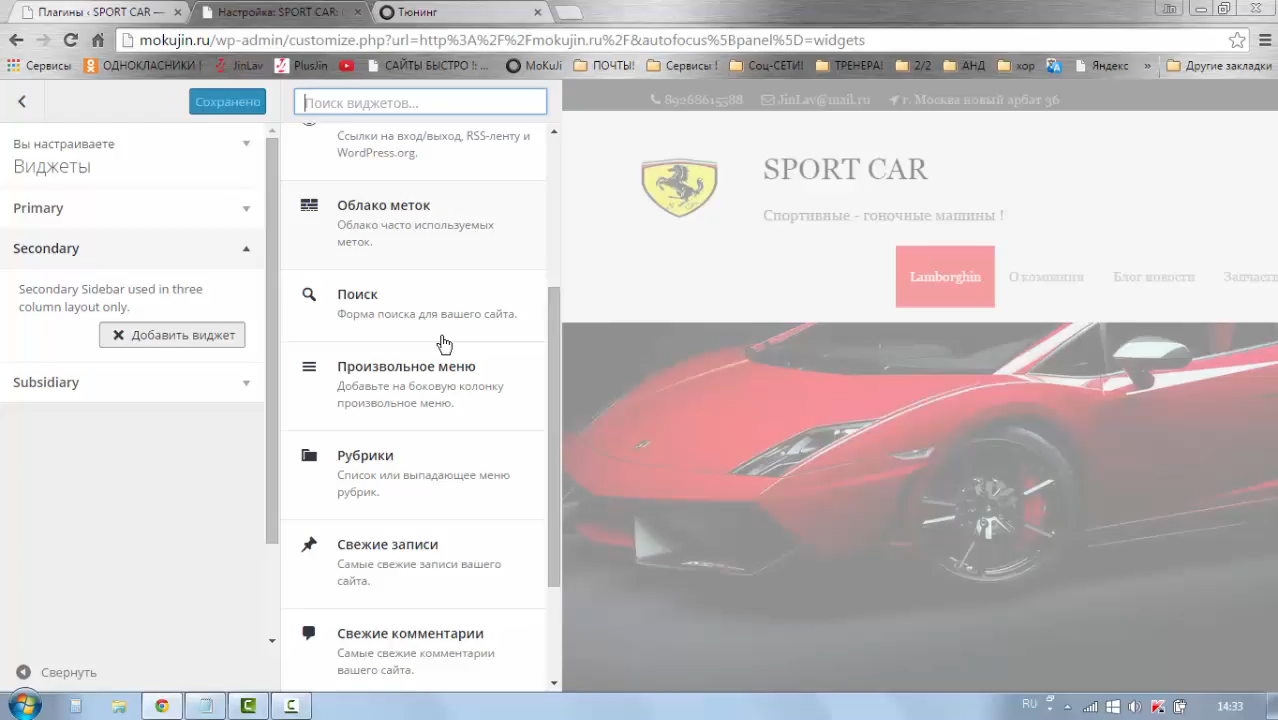 Плагины ‹ SPORT CAR —
Настройка: SPORT CAR:
Тюнинг
mokujin.ru/wp-admin/customize.php?url=http%3A%2F%2Fmokujin.ru%2F&autofocus%5Bpanel%5D=widgets
Сервисы
ОДНОКЛАСНИКИ
JinLav
PlusJin
САЙТЫ БЫСТРО !: ...
MoKuJi
ПОЧТЫ!
Сервисы !
Соц-СЕТИ!
ТРЕНЕРА!
2/2
АНД
хор
Яндекс
»
Другие закладки
Сохранено
Вы настраиваете
Виджеты
Primary
Secondary
Secondary Sidebar used in three
column layout only.
Добавить виджет
Subsidiary
Свернуть
Поиск виджетов...
Ссылки на вход/выход, RSS-ленту и
WordPress.org.
Облако меток
Облако часто используемых
меток.
Поиск
Форма поиска для вашего сайта.
Произвольное меню
Добавьте на боковую колонку
произвольное меню.
Рубрики
Список или выпадающее меню
рубрик.
Свежие записи
Самые свежие записи вашего
сайта.
Свежие комментарии
Самые свежие комментарии
вашего сайта.
89268615588
JinLav@mail.ru
г. Москва новый арбат 36
SPORT CAR
Спортивные - гоночные машины !
Lamborghin
О компании
Блог новости
Запчасти
RU
14:33